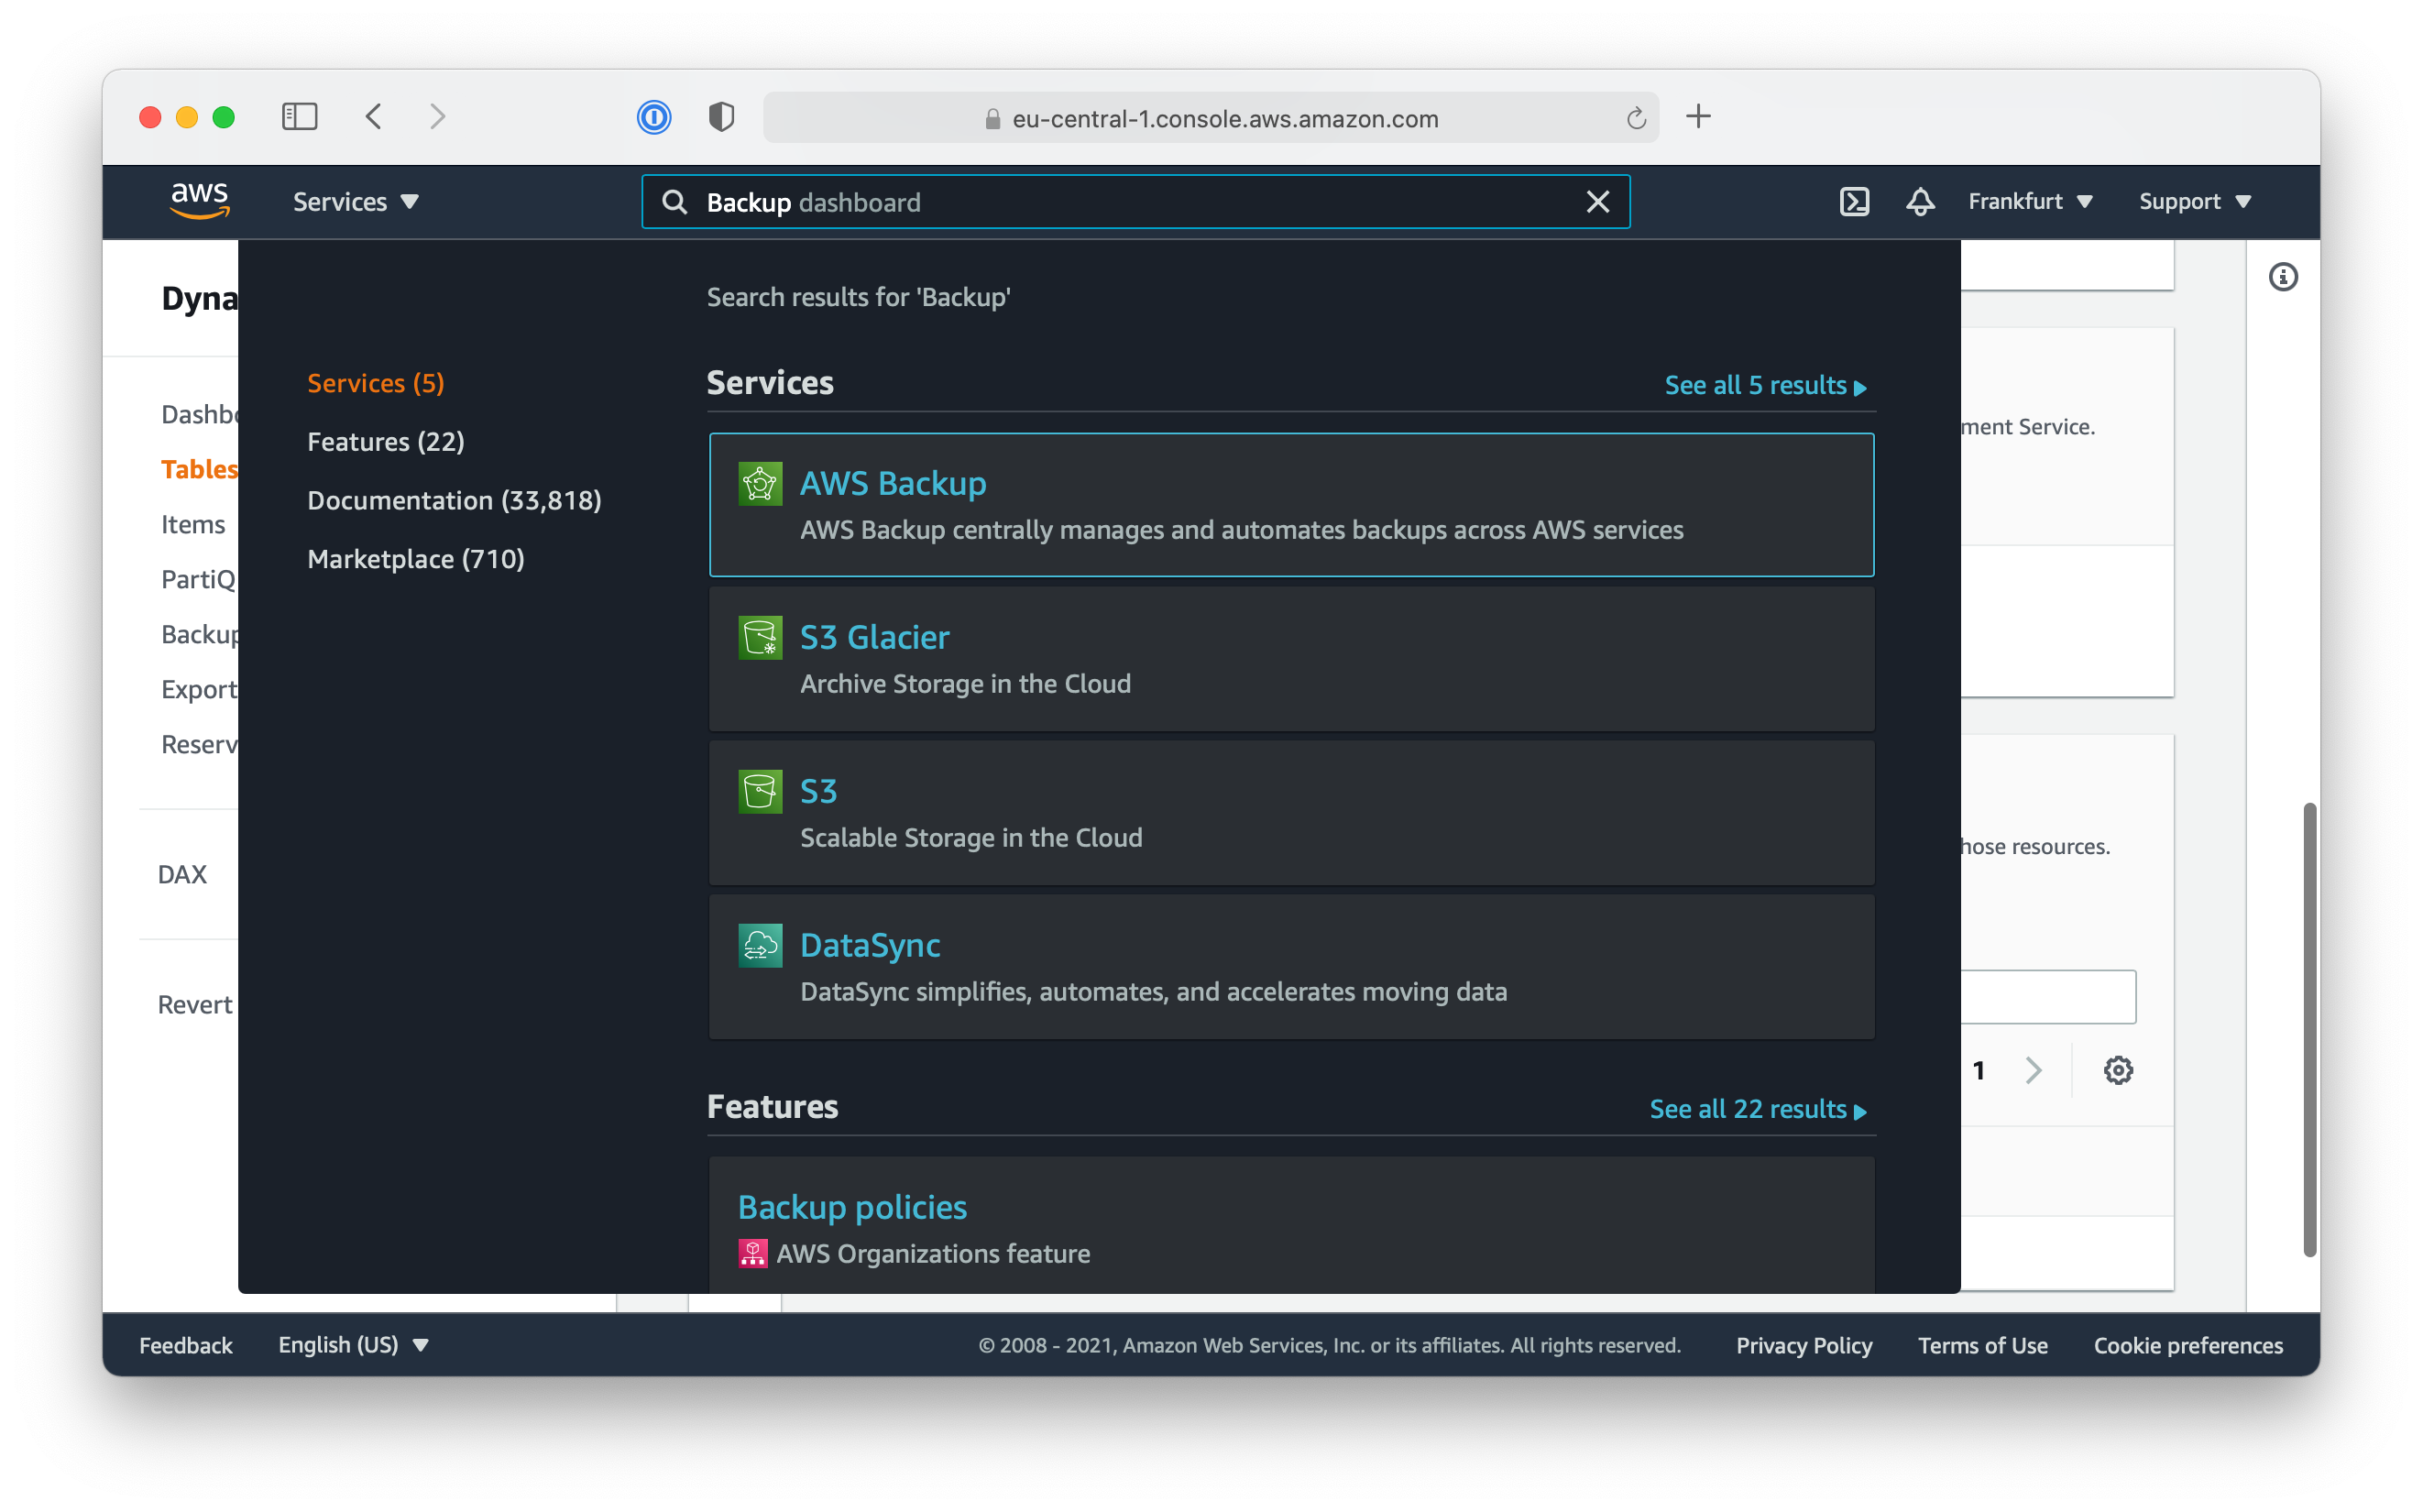 eu-central-1.console.aws.amazon.com
aws
Services
Backup dashboard
Frankfurt
Support
Dyna
Dashb
Tables
Items
PartiQ
Backup
Export
Reserv
DAX
Revert
Search results for 'Backup'
Services (5)
Features (22)
Documentation (33,818)
Marketplace (710)
Services
See all 5 results
AWS Backup
AWS Backup centrally manages and automates backups across AWS services
S3 Glacier
Archive Storage in the Cloud
S3
Scalable Storage in the Cloud
DataSync
DataSync simplifies, automates, and accelerates moving data
Features
See all 22 results
Backup policies
AWS Organizations feature
ment Service.
hose resources.
1
Feedback
English (US)
© 2008 - 2021, Amazon Web Services, Inc. or its affiliates. All rights reserved.
Privacy Policy
Terms of Use
Cookie preferences